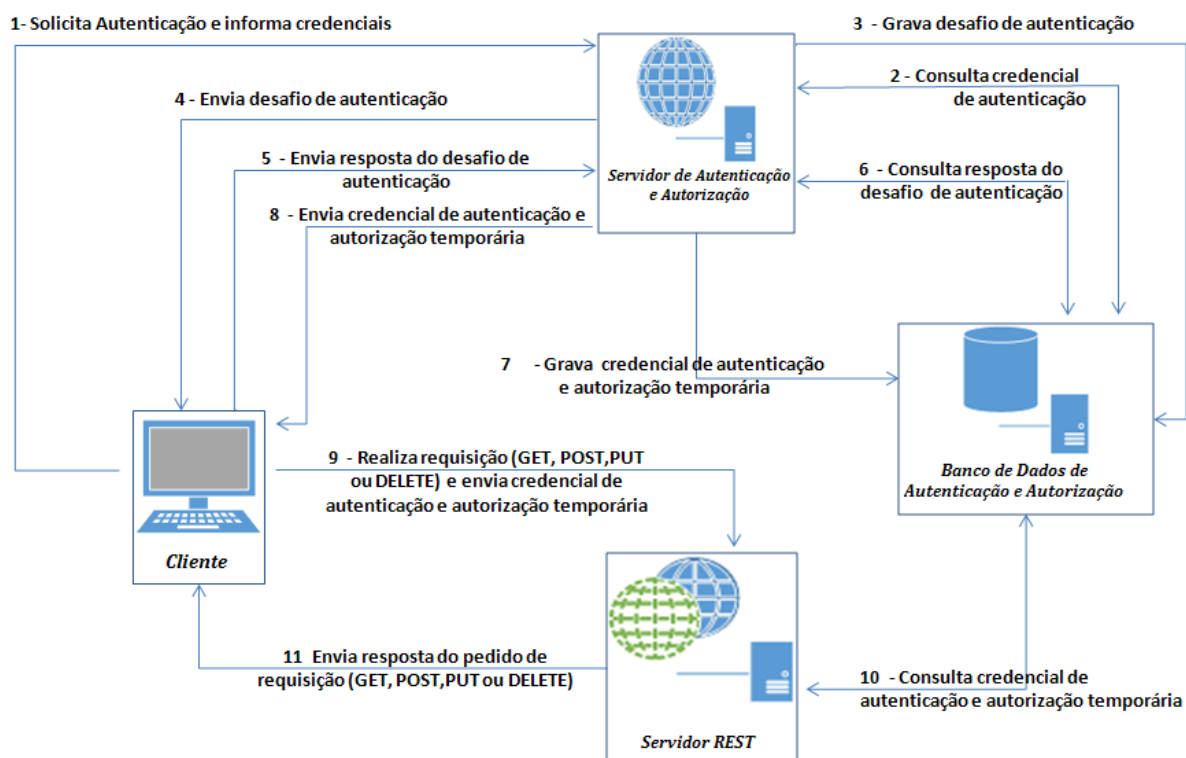 1- Solicita Autenticação e informa credenciais
3 - Grava desafio de autenticação
2 - Consulta credencial
de autenticação
4 - Envia desafio de autenticação
5 - Envia resposta do desafio de
autenticação
Servidor de Autenticação
e Autorização
6 - Consulta resposta do
desafio de autenticação
8 - Envia credencial de autenticação e
autorização temporária
7 - Grava credencial de autenticação
e autorização temporária
Banco de Dados de
Autenticação e Autorização
9 - Realiza requisição (GET, POST,PUT
ou DELETE) e envia credencial de
autenticação e autorização temporária
Cliente
11 Envia resposta do pedido de
requisição (GET, POST,PUT ou DELETE)
10 - Consulta credencial de
autenticação e autorização temporária
Servidor REST